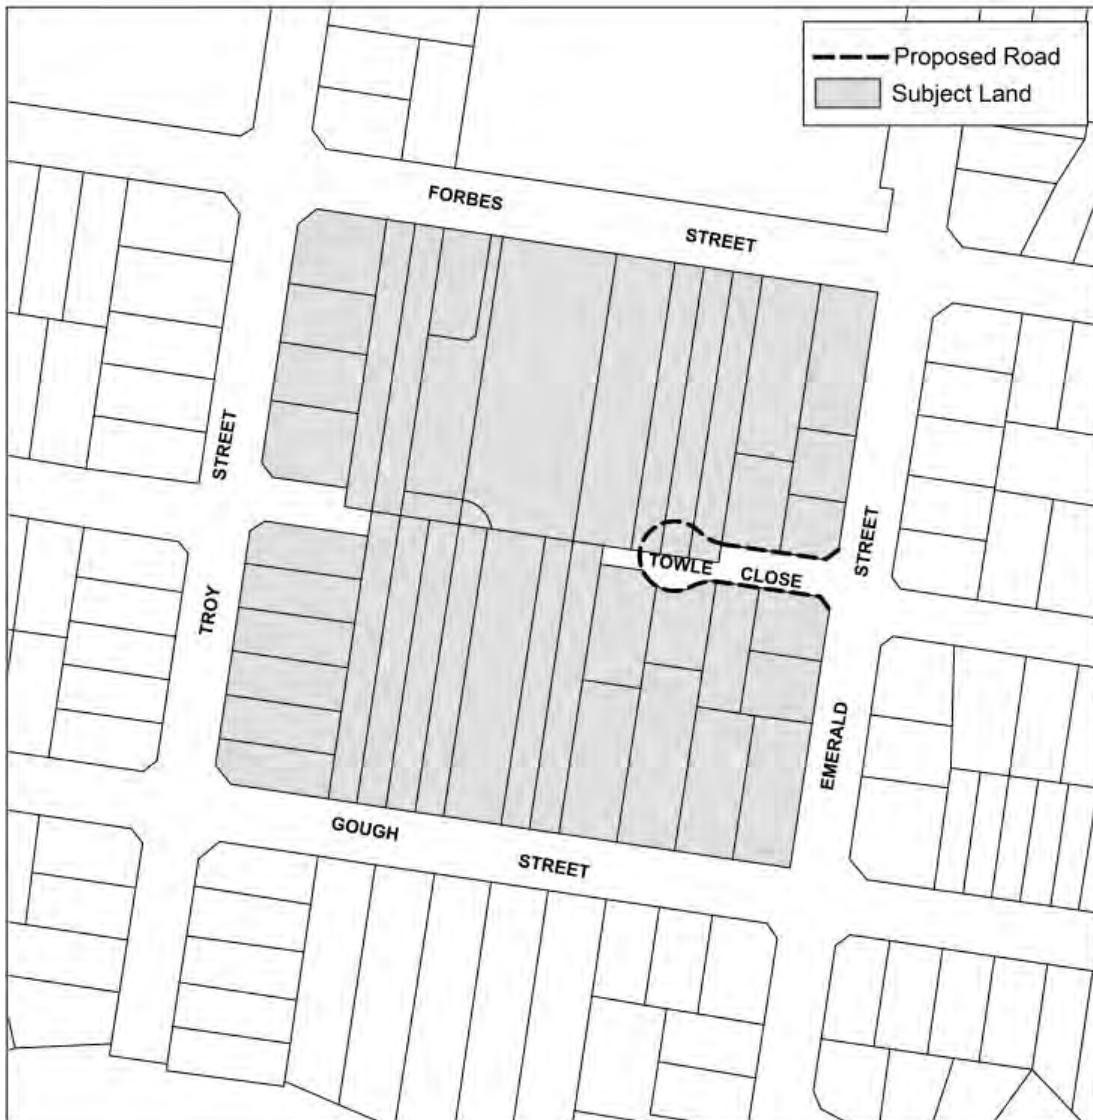 Proposed Road
Subject Land
FORBES
STREET
STREET
TOWLE
CLOSE
STREET
TROY
EMERALD
GOUGH
STREET